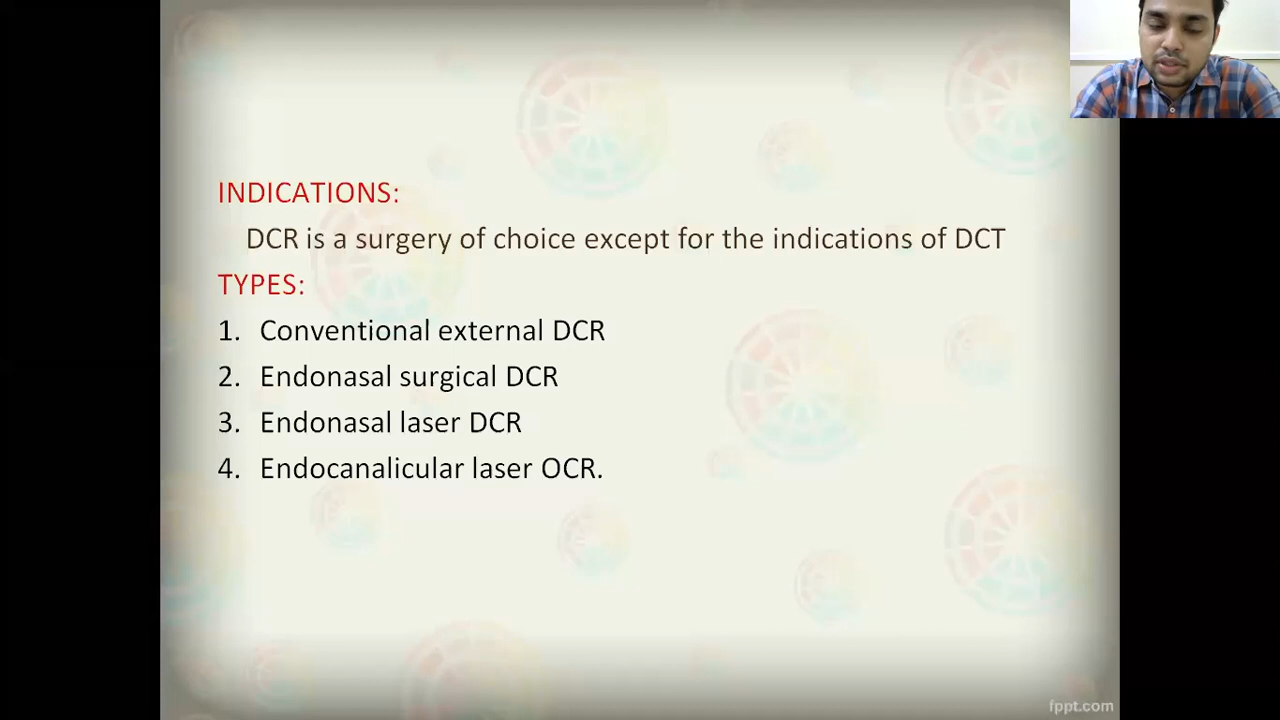 INDICATIONS:
DCR is a surgery of choice except for the indications of DCT
TYPES:
1. Conventional external DCR
2. Endonasal surgical DCR
3. Endonasal laser DCR
4. Endocanalicular laser OCR.
fppt.com